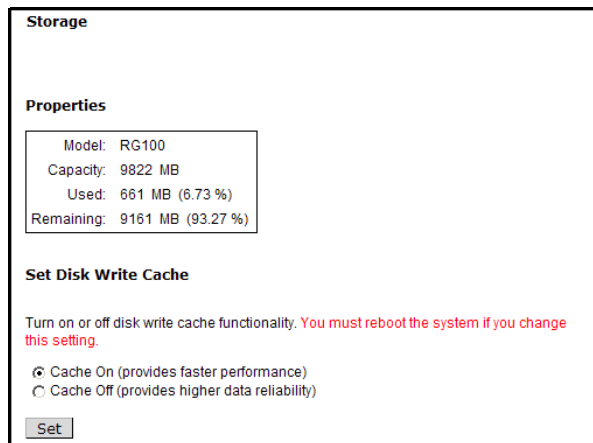 Storage
Properties
Model: RG100
Capacity: 9822 MB
Used: 661 MB (6.73 %)
Remaining: 9161 MB (93.27 %)
Set Disk Write Cache
Turn on or off disk write cache functionality. You must reboot the system if you change
this setting.
Cache On (provides faster performance)
Cache Off (provides higher data reliability)
Set